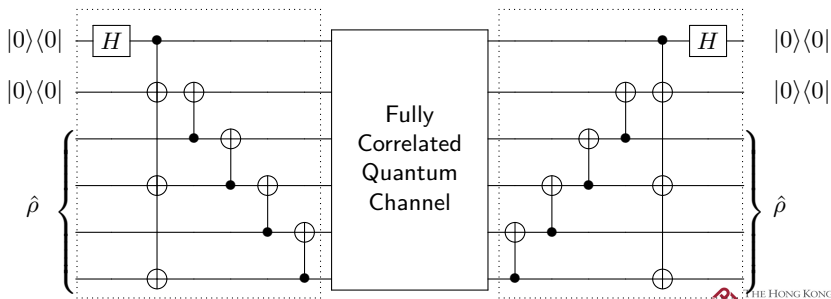 |0⟩⟨0| H H |0⟩⟨0|
|0⟩⟨0| |0⟩⟨0|
Fully
Correlated
Quantum
Channel
ρ̂ ρ̂
THE HONG KONG